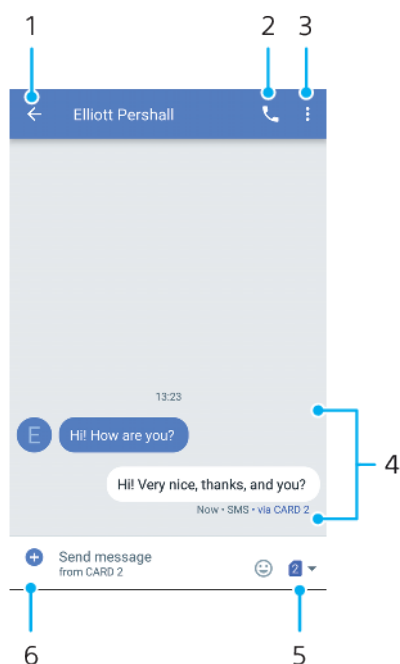 1 2 3
Elliott Pershall
13:23
E Hi! How are you?
Hi! Very nice, thanks, and you?
Now • SMS • via CARD 2
4
Send message
from CARD 2
2
6 5